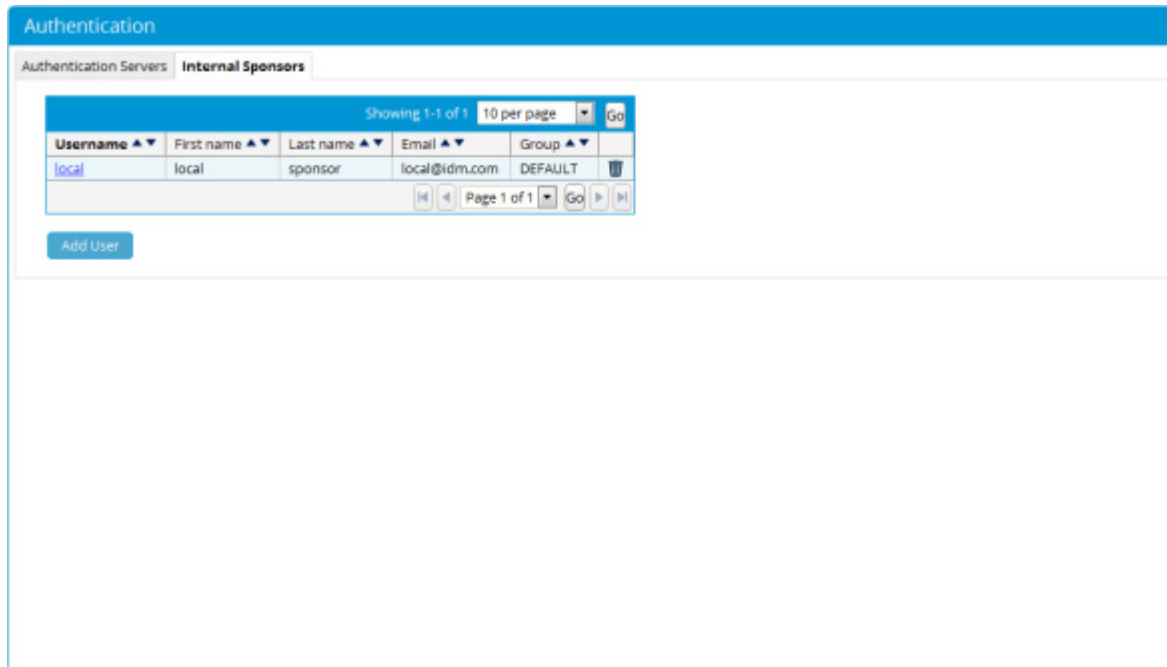 Authentication
Authentication Servers Internal Sponsors
Showing 1-1 of 1 10 per page Go
Username First name Last name Email Group
local local sponsor local@idm.com DEFAULT
Page 1 of 1 Go
Add User